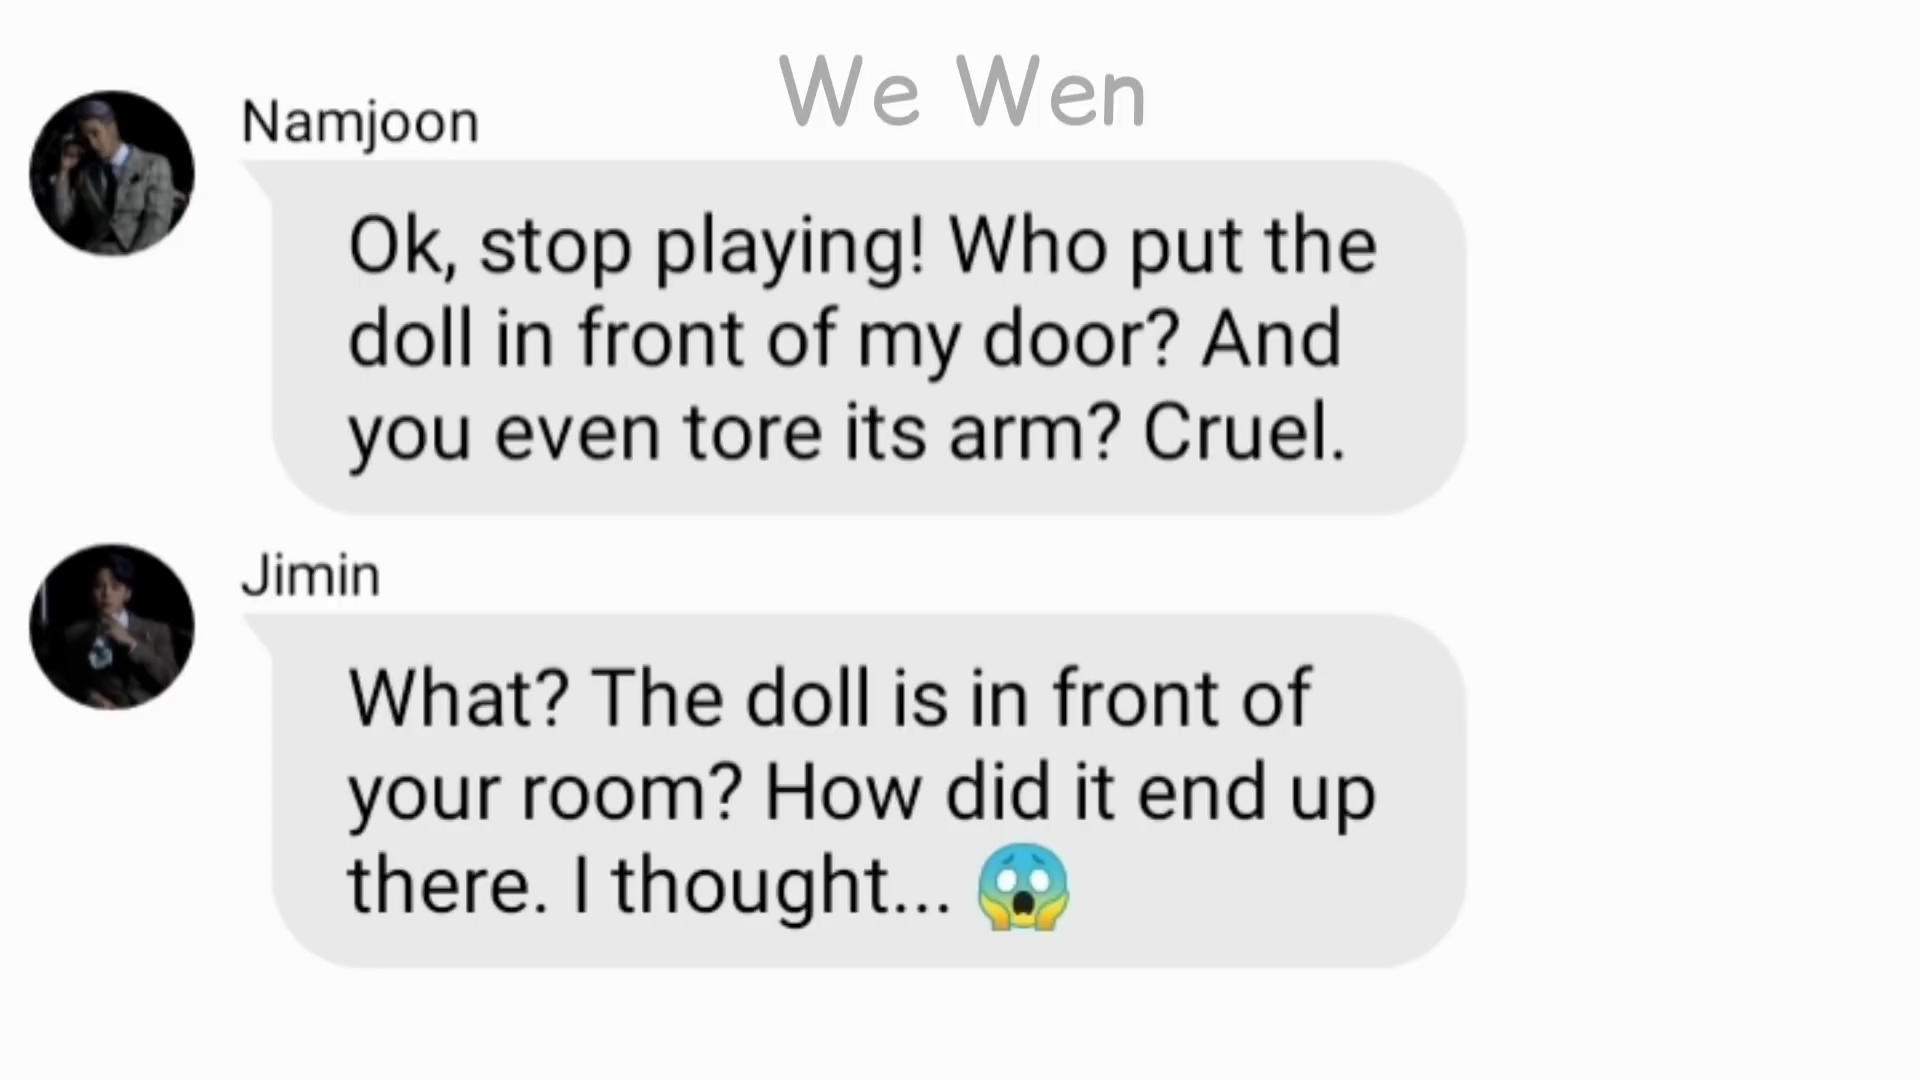 We Wen
Namjoon
Ok, stop playing! Who put the
doll in front of my door? And
you even tore its arm? Cruel.
Jimin
What? The doll is in front of
your room? How did it end up
there. I thought... 😱